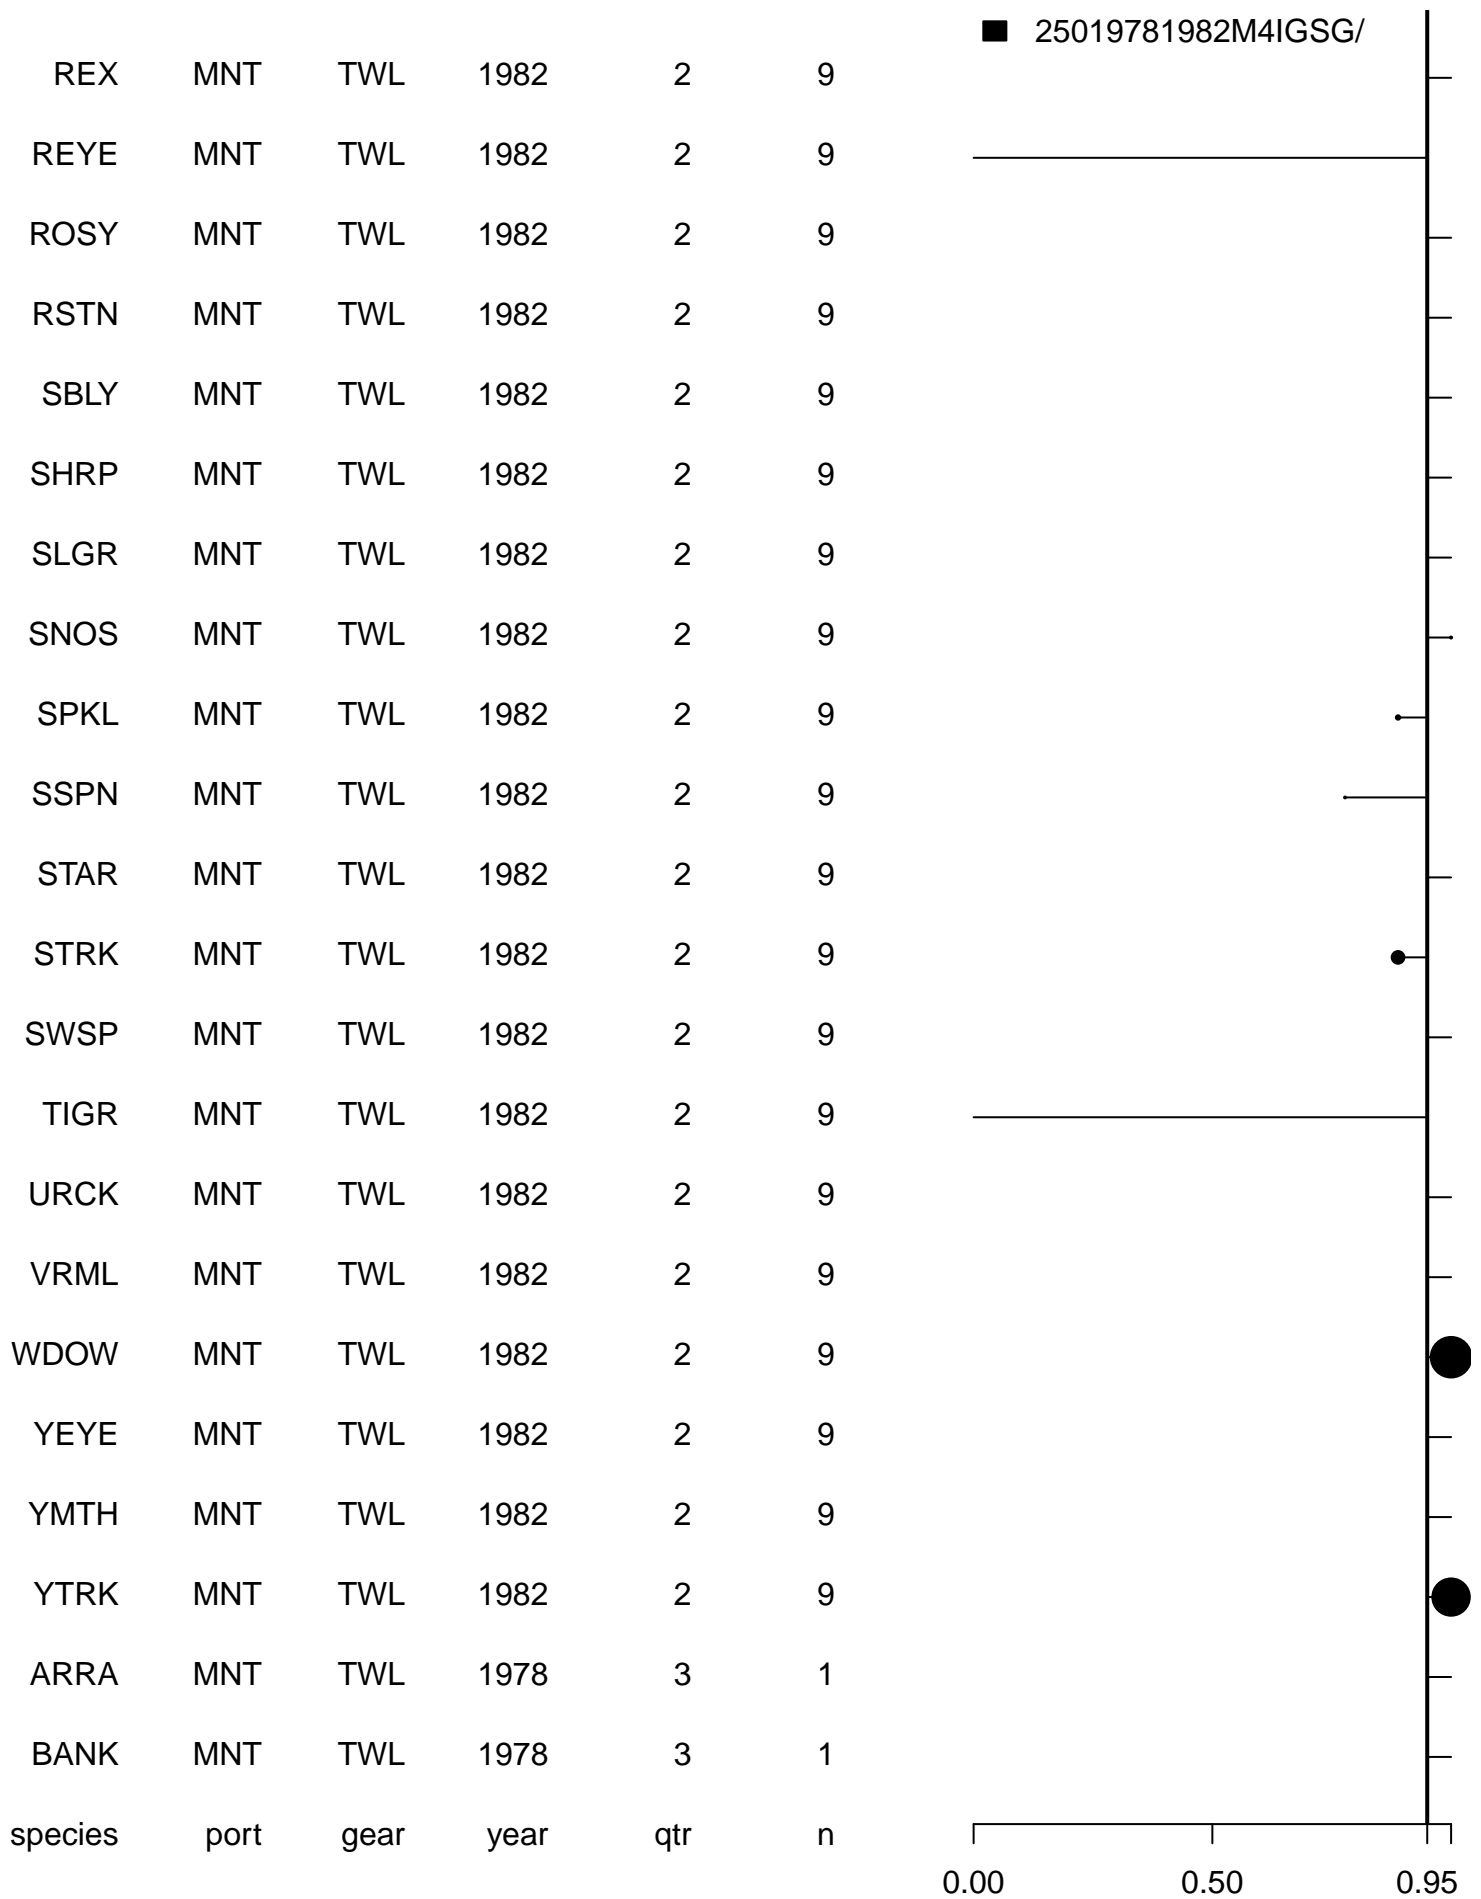 25019781982M4IGSG/
REX MNT TWL 1982 2 9
REYE MNT TWL 1982 2 9
ROSY MNT TWL 1982 2 9
RSTN MNT TWL 1982 2 9
SBLY MNT TWL 1982 2 9
SHRP MNT TWL 1982 2 9
SLGR MNT TWL 1982 2 9
SNOS MNT TWL 1982 2 9
SPKL MNT TWL 1982 2 9
SSPN MNT TWL 1982 2 9
STAR MNT TWL 1982 2 9
STRK MNT TWL 1982 2 9
SWSP MNT TWL 1982 2 9
TIGR MNT TWL 1982 2 9
URCK MNT TWL 1982 2 9
VRML MNT TWL 1982 2 9
WDOW MNT TWL 1982 2 9
YEYE MNT TWL 1982 2 9
YMTH MNT TWL 1982 2 9
YTRK MNT TWL 1982 2 9
ARRA MNT TWL 1978 3 1
BANK MNT TWL 1978 3 1
species port gear year qtr n
0.00 0.50 0.95